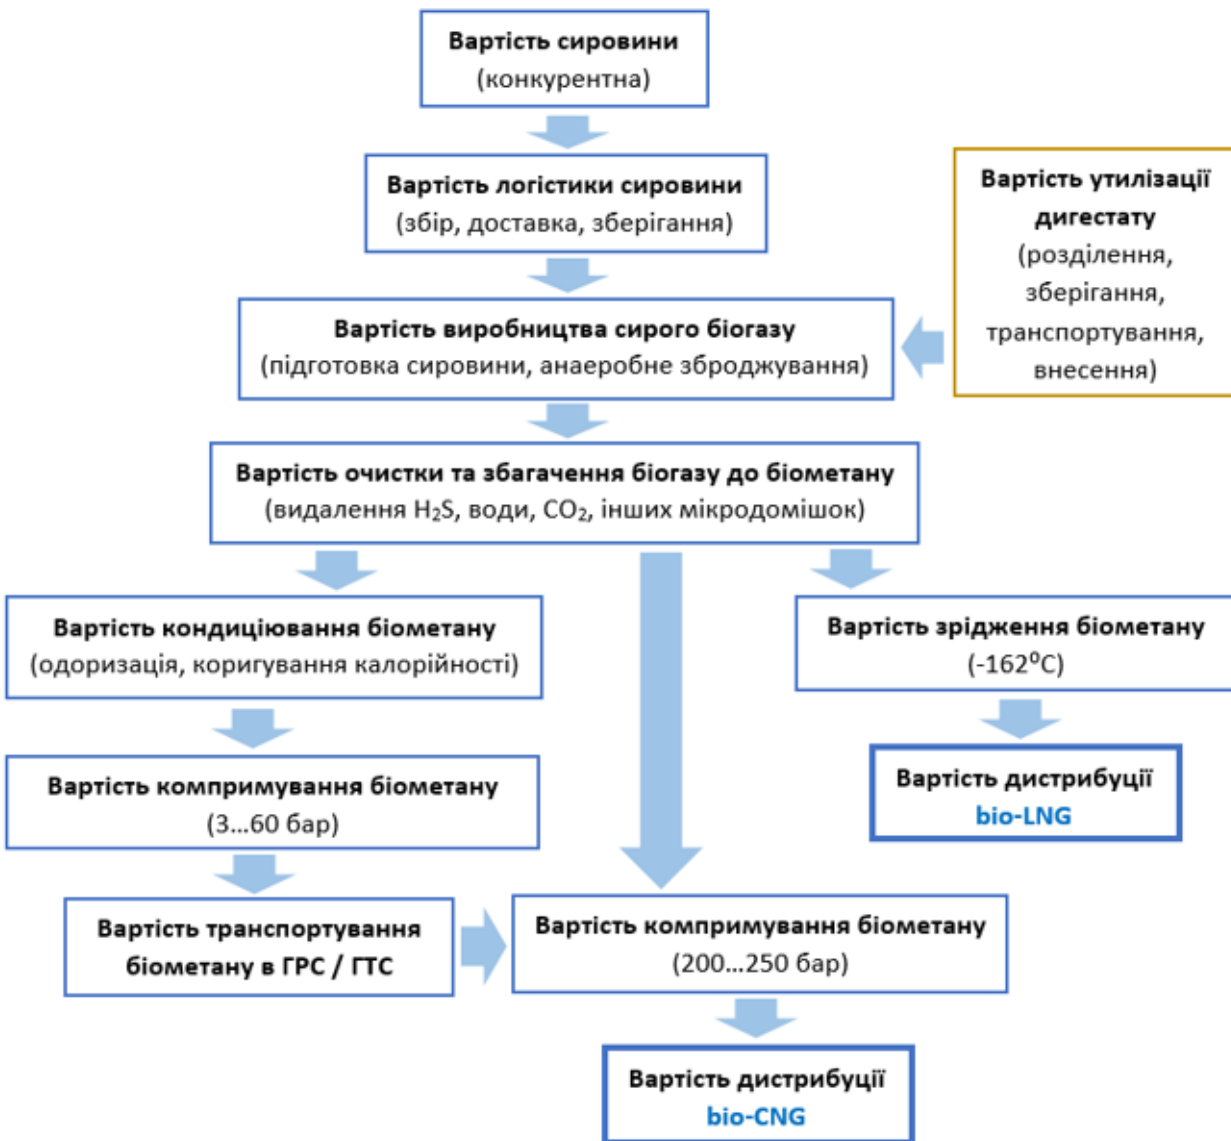 Вартість сировини
(конкурентна)
Вартість логістики сировини
(збір, доставка, зберігання)
Вартість утилізації
дигестату
(розділення,
зберігання,
транспортування,
внесення)
Вартість виробництва сирого біогазу
(підготовка сировини, анаеробне зброджування)
Вартість очистки та збагачення біогазу до біометану
(видалення H₂S, води, CO₂, інших мікродомішок)
Вартість кондиціювання біометану
(одоризація, коригування калорійності)
Вартість зрідження біометану
(-162⁰C)
Вартість компримування біометану
(3...60 бар)
Вартість дистрибуції
bio-LNG
Вартість транспортування
біометану в ГРС / ГТС
Вартість компримування біометану
(200...250 бар)
Вартість дистрибуції
bio-CNG